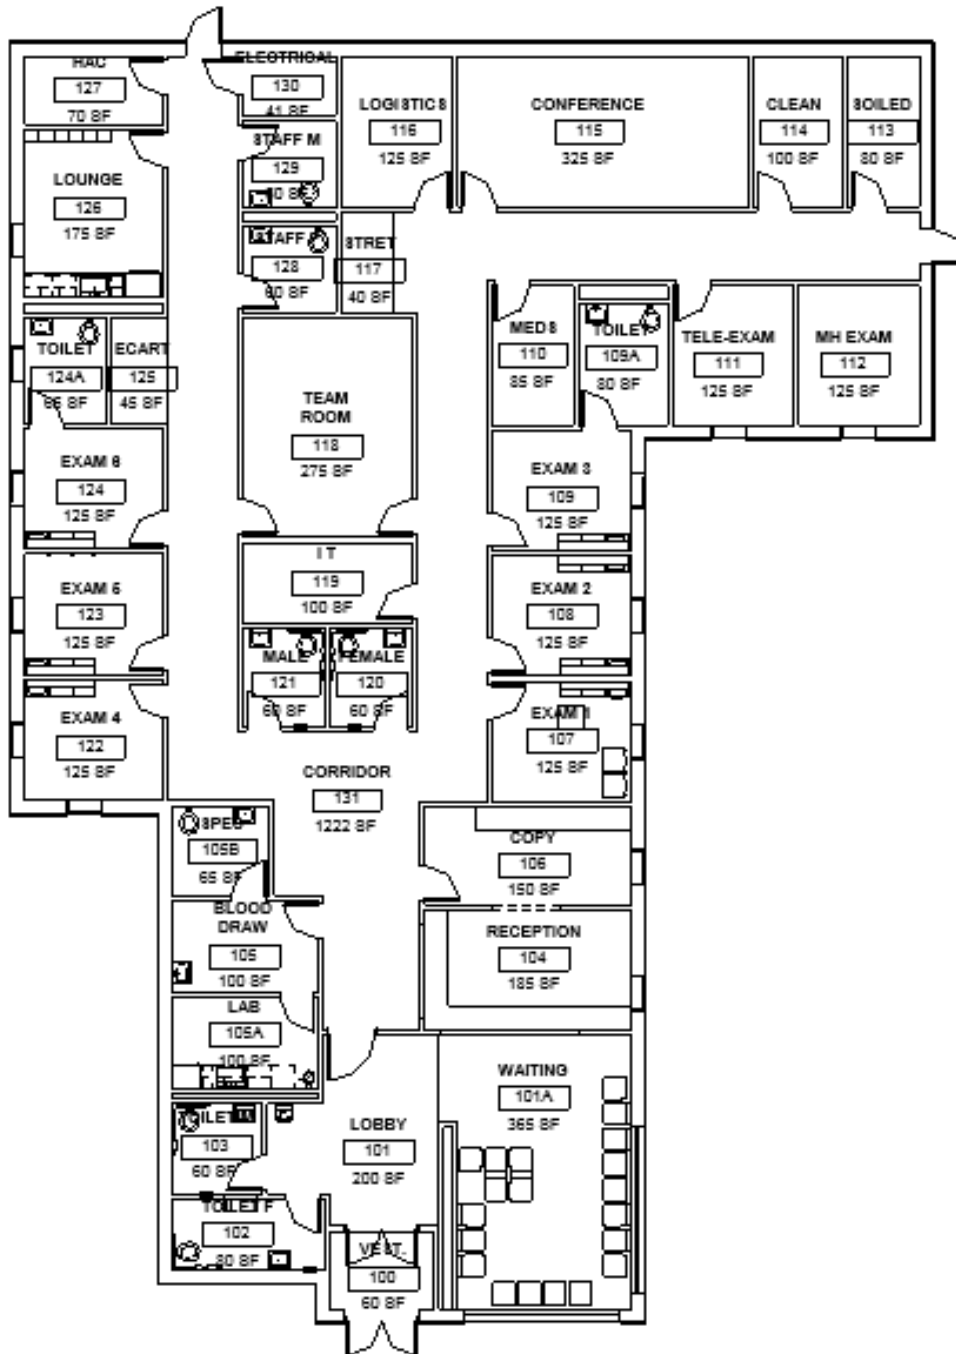 HAC
127
70 SF
ELECTRICAL
130
41 SF
LOGISTICS
116
125 SF
CONFERENCE
115
325 SF
CLEAN
114
100 SF
SOILED
113
80 SF
STAFF M
129
LOUNGE
126
175 SF
STAFF
128
60 SF
STRET
117
40 SF
TOILET
124A
ECART
125
45 SF
MEDS
110
85 SF
TOILET
109A
80 SF
TELE-EXAM
111
125 SF
MH EXAM
112
125 SF
TEAM
ROOM
118
275 SF
EXAM 6
124
125 SF
EXAM 3
109
125 SF
I T
119
100 SF
EXAM 5
123
125 SF
EXAM 2
108
125 SF
MALE
121
60 SF
FEMALE
120
60 SF
EXAM 4
122
125 SF
EXAM 1
107
125 SF
CORRIDOR
131
1222 SF
SPEC
105B
65 SF
COPY
106
150 SF
BLOOD
DRAW
105
100 SF
RECEPTION
104
185 SF
LAB
105A
100 SF
WAITING
101A
365 SF
TOILET
103
60 SF
LOBBY
101
200 SF
TOILET F
102
80 SF
VEST.
100
60 SF